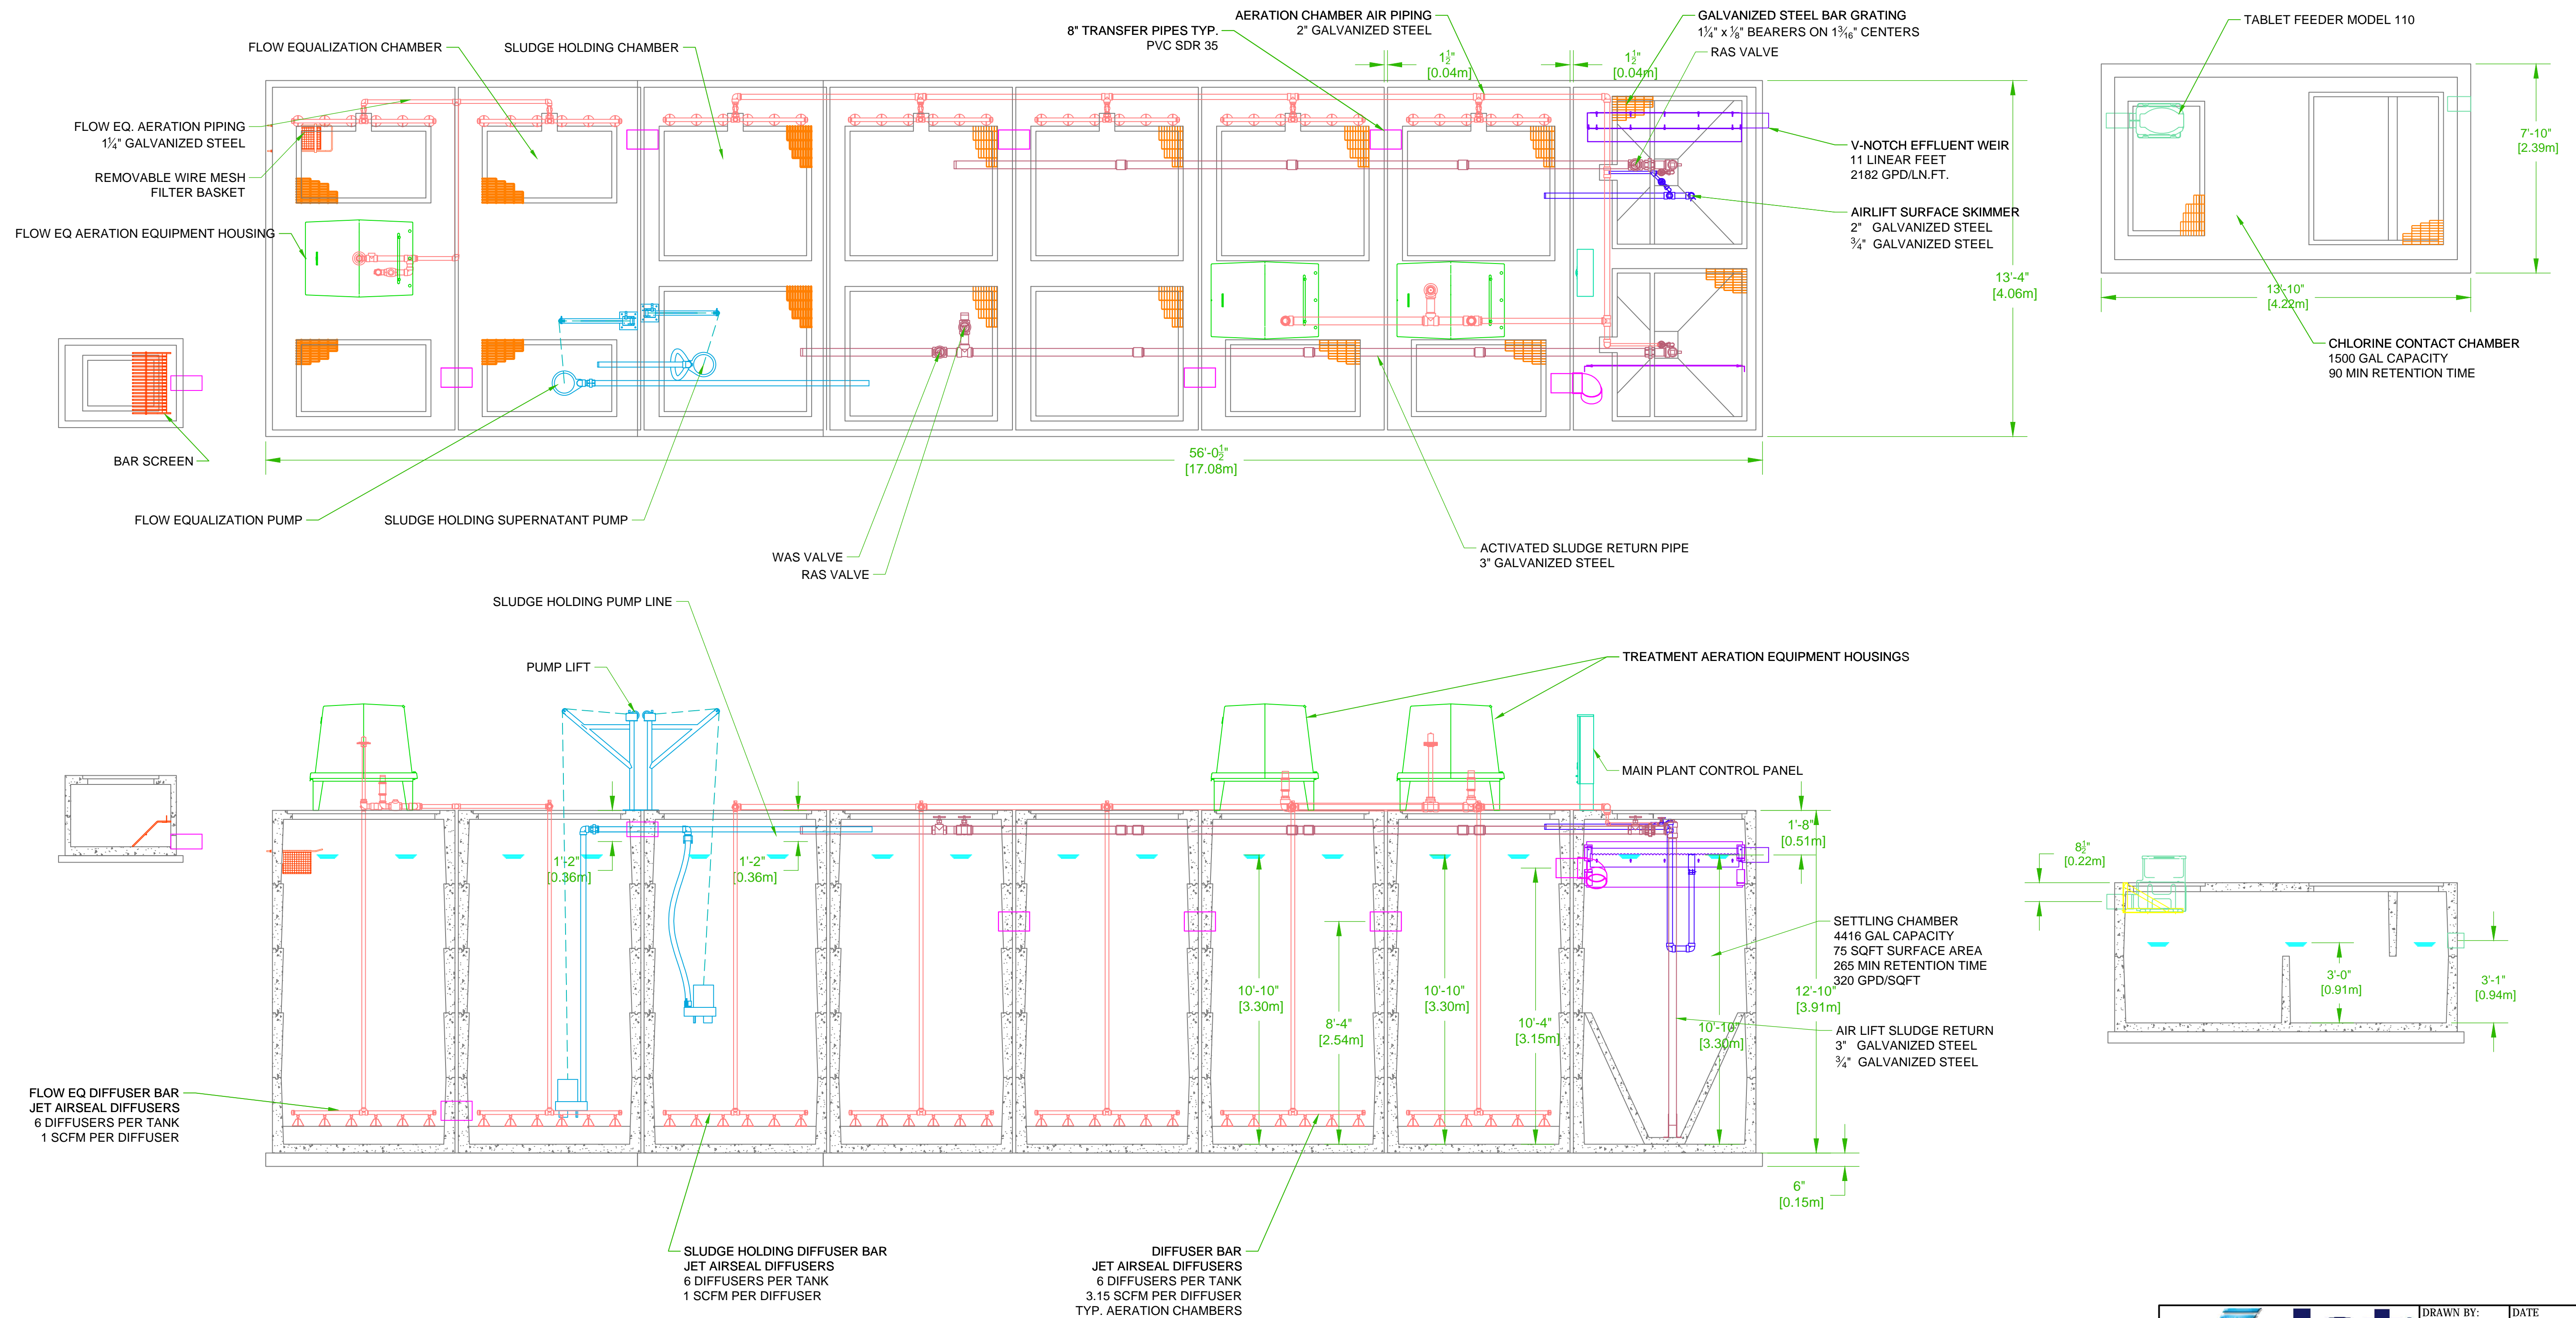 FLOW EQUALIZATION CHAMBER
SLUDGE HOLDING CHAMBER
8" TRANSFER PIPES TYP.
PVC SDR 35
AERATION CHAMBER AIR PIPING
2" GALVANIZED STEEL
GALVANIZED STEEL BAR GRATING
1¼" x ⅛" BEARERS ON 1³⁄₁₆" CENTERS
RAS VALVE
TABLET FEEDER MODEL 110
1½"
[0.04m]
1½"
[0.04m]
FLOW EQ. AERATION PIPING
1¼" GALVANIZED STEEL
REMOVABLE WIRE MESH
FILTER BASKET
FLOW EQ AERATION EQUIPMENT HOUSING
V-NOTCH EFFLUENT WEIR
11 LINEAR FEET
2182 GPD/LN.FT.
AIRLIFT SURFACE SKIMMER
2" GALVANIZED STEEL
¾" GALVANIZED STEEL
7'-10"
[2.39m]
13'-4"
[4.06m]
13'-10"
[4.22m]
CHLORINE CONTACT CHAMBER
1500 GAL CAPACITY
90 MIN RETENTION TIME
BAR SCREEN
56'-0½"
[17.08m]
FLOW EQUALIZATION PUMP
SLUDGE HOLDING SUPERNATANT PUMP
WAS VALVE
RAS VALVE
ACTIVATED SLUDGE RETURN PIPE
3" GALVANIZED STEEL
SLUDGE HOLDING PUMP LINE
PUMP LIFT
TREATMENT AERATION EQUIPMENT HOUSINGS
MAIN PLANT CONTROL PANEL
1'-2"
[0.36m]
1'-2"
[0.36m]
1'-8"
[0.51m]
8½"
[0.22m]
SETTLING CHAMBER
4416 GAL CAPACITY
75 SQFT SURFACE AREA
265 MIN RETENTION TIME
320 GPD/SQFT
10'-10"
[3.30m]
8'-4"
[2.54m]
10'-10"
[3.30m]
10'-4"
[3.15m]
10'-10"
[3.30m]
12'-10"
[3.91m]
3'-0"
[0.91m]
3'-1"
[0.94m]
AIR LIFT SLUDGE RETURN
3" GALVANIZED STEEL
¾" GALVANIZED STEEL
FLOW EQ DIFFUSER BAR
JET AIRSEAL DIFFUSERS
6 DIFFUSERS PER TANK
1 SCFM PER DIFFUSER
6"
[0.15m]
SLUDGE HOLDING DIFFUSER BAR
JET AIRSEAL DIFFUSERS
6 DIFFUSERS PER TANK
1 SCFM PER DIFFUSER
DIFFUSER BAR
JET AIRSEAL DIFFUSERS
6 DIFFUSERS PER TANK
3.15 SCFM PER DIFFUSER
TYP. AERATION CHAMBERS
DRAWN BY:
DATE